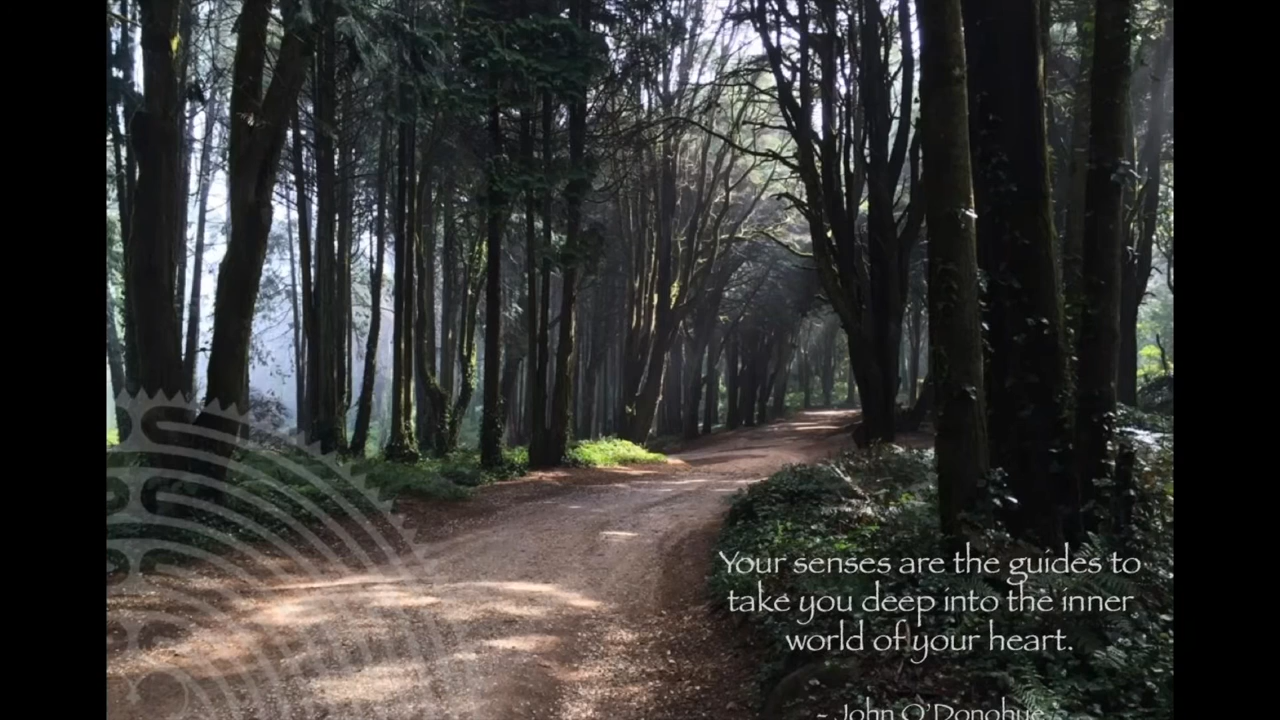 Your senses are the guides to
take you deep into the inner
world of your heart.
~ John O'Donohue